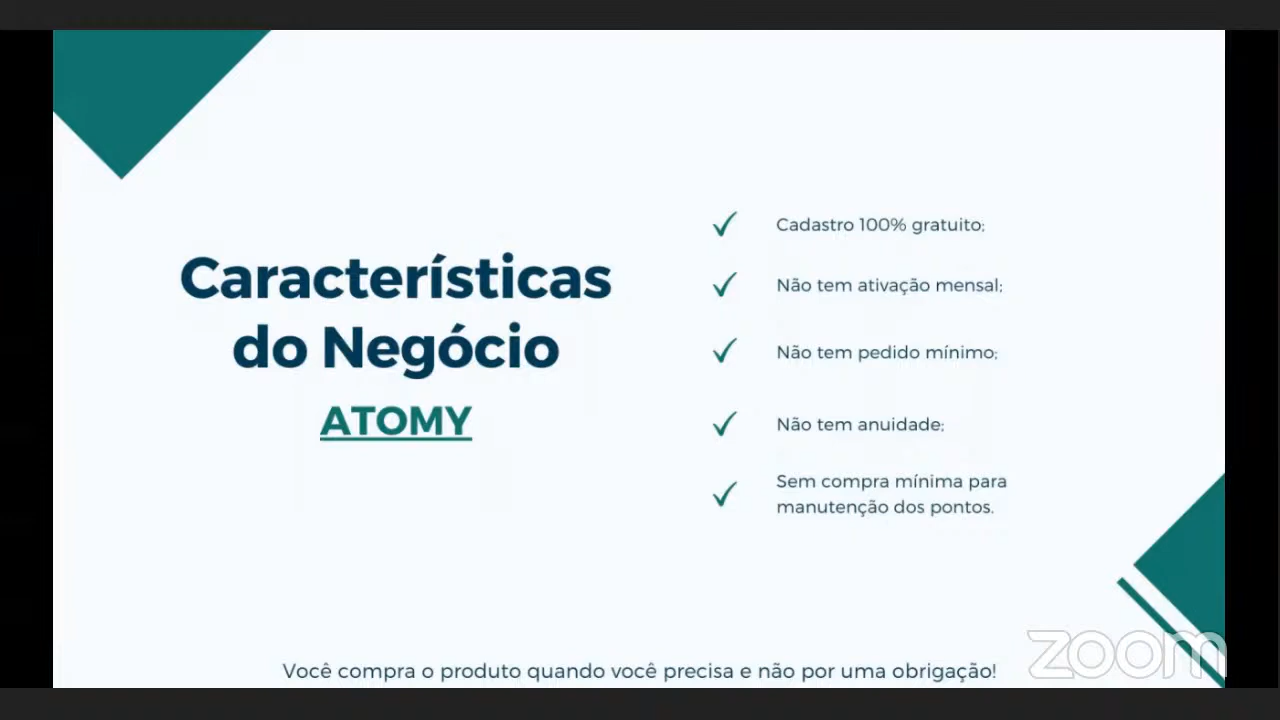 Características
do Negócio
ATOMY
Cadastro 100% gratuito;
Não tem ativação mensal;
Não tem pedido mínimo;
Não tem anuidade;
Sem compra mínima para
manutenção dos pontos.
Você compra o produto quando você precisa e não por uma obrigação!
zoom